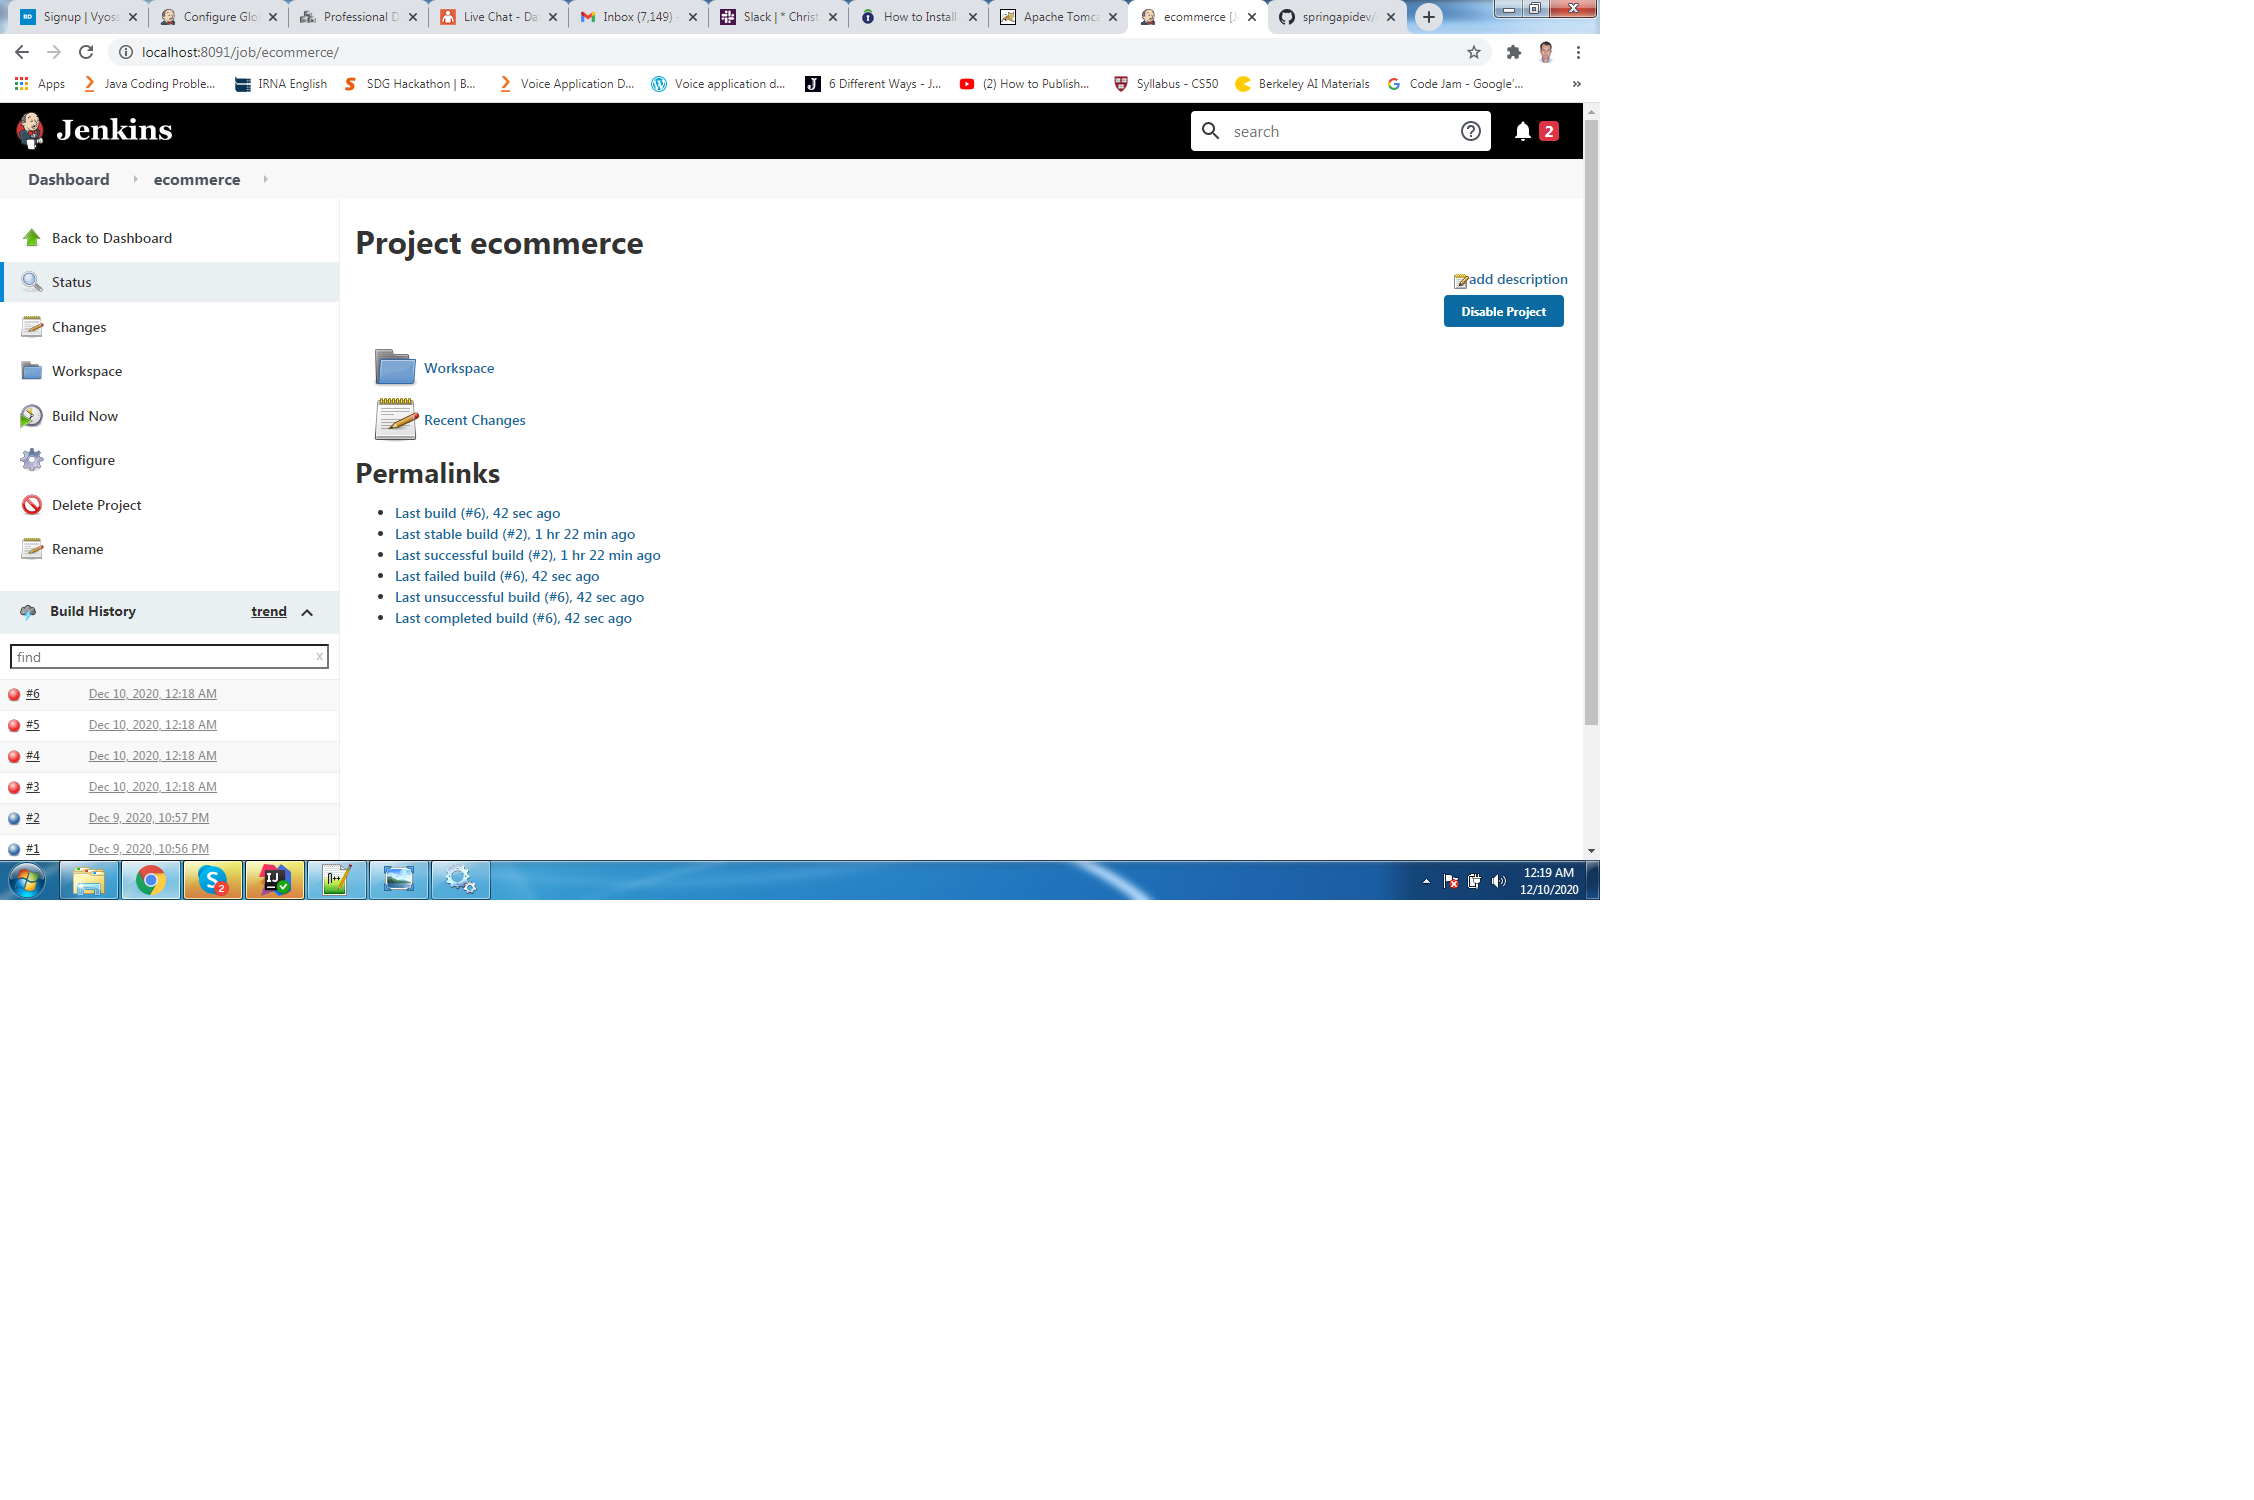 Signup | Vyos
Configure Glo
Professional D
Live Chat - Da
Inbox (7,149) -
Slack | * Christ
How to Install
Apache Tomca
ecommerce [J
springapidev/
localhost:8091/job/ecommerce/
Apps
Java Coding Proble...
IRNA English
SDG Hackathon | B...
Voice Application D...
Voice application d...
6 Different Ways - J...
(2) How to Publish...
Syllabus - CS50
Berkeley AI Materials
Code Jam - Google'...
»
Jenkins
search
2
Dashboard
ecommerce
Back to Dashboard
Status
Changes
Workspace
Build Now
Configure
Delete Project
Rename
Project ecommerce
add description
Disable Project
Workspace
Recent Changes
Permalinks
Last build (#6), 42 sec ago
Last stable build (#2), 1 hr 22 min ago
Last successful build (#2), 1 hr 22 min ago
Last failed build (#6), 42 sec ago
Last unsuccessful build (#6), 42 sec ago
Last completed build (#6), 42 sec ago
Build History trend
find x
#6 Dec 10, 2020, 12:18 AM
#5 Dec 10, 2020, 12:18 AM
#4 Dec 10, 2020, 12:18 AM
#3 Dec 10, 2020, 12:18 AM
#2 Dec 9, 2020, 10:57 PM
#1 Dec 9, 2020, 10:56 PM
12:19 AM
12/10/2020